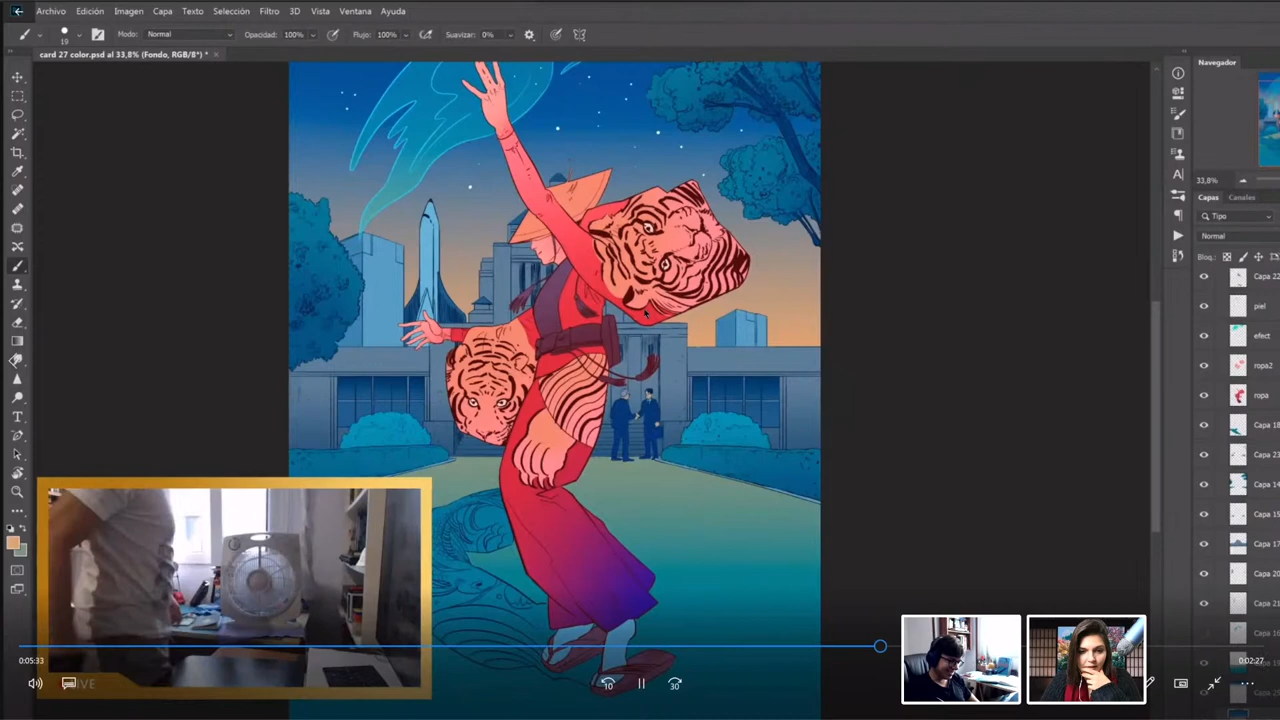 Archivo Edición Imagen Capa Texto Selección Filtro 3D Vista Ventana Ayuda
19 Modo: Normal Opacidad: 100% Flujo: 100% Suavizar: 0%
card 27 color.psd al 33,8% (Fondo, RGB/8*) * ×
Navegador
33,8%
Capas Canales
Tipo
Normal
Bloq.:
Capa 22
piel
efect
ropa2
ropa
Capa 18
Capa 23
Capa 14
Capa 15
Capa 17
Capa 20
Capa 21
0:05:33
0:02:27
10 30